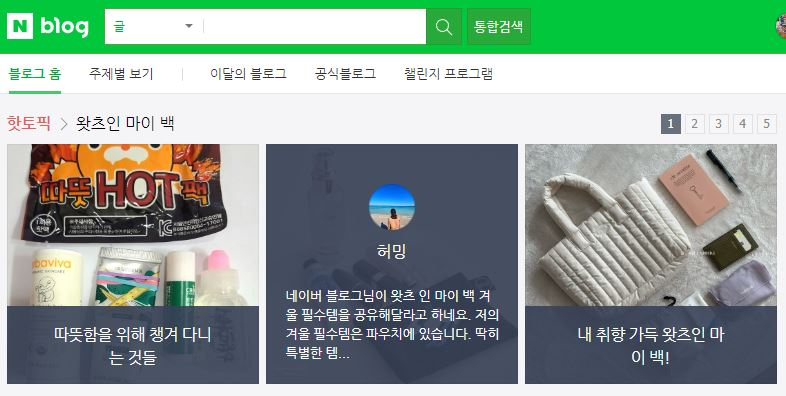 N blog
글
통합검색
블로그 홈
주제별 보기
이달의 블로그
공식블로그
챌린지 프로그램
핫토픽 > 왓츠인 마이 백
1 2 3 4 5
따뜻HOT팩
따뜻함을 위해 챙겨 다니
는 것들
허밍
네이버 블로그님이 왓츠 인 마이 백 겨
울 필수템을 공유해달라고 하네요. 저의
겨울 필수템은 파우치에 있습니다. 딱히
특별한 템...
내 취향 가득 왓츠인 마
이 백!